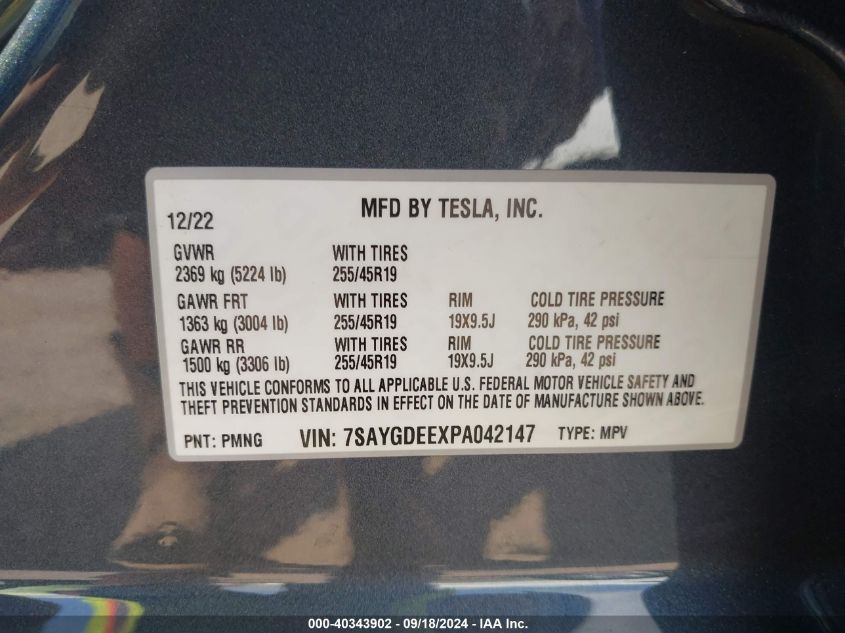 MFD BY TESLA, INC.
12/22
GVWR WITH TIRES
2369 kg (5224 lb) 255/45R19
GAWR FRT WITH TIRES RIM COLD TIRE PRESSURE
1363 kg (3004 lb) 255/45R19 19X9.5J 290 kPa, 42 psi
GAWR RR WITH TIRES RIM COLD TIRE PRESSURE
1500 kg (3306 lb) 255/45R19 19X9.5J 290 kPa, 42 psi
THIS VEHICLE CONFORMS TO ALL APPLICABLE U.S. FEDERAL MOTOR VEHICLE SAFETY AND
THEFT PREVENTION STANDARDS IN EFFECT ON THE DATE OF MANUFACTURE SHOWN ABOVE.
PNT: PMNG VIN: 7SAYGDEEXPA042147 TYPE: MPV
000-40343902 - 09/18/2024 - IAA Inc.